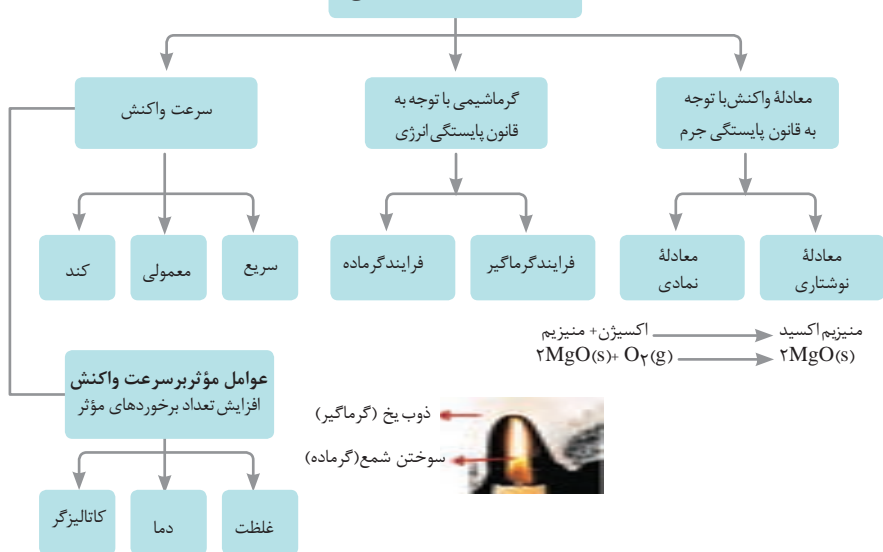 معادلهٔ واکنش با توجه
به قانون پایستگی جرم
گرماشیمی با توجه به
قانون پایستگی انرژی
سرعت واکنش
معادلهٔ
نوشتاری
معادلهٔ
نمادی
فرایند گرماگیر
فرایند گرماده
سریع
معمولی
کند
منیزیم اکسید ⟶ اکسیژن + منیزیم
۲MgO(s)+ O۲(g) ⟶ ۲MgO(s)
عوامل مؤثر بر سرعت واکنش
افزایش تعداد برخوردهای مؤثر
ذوب یخ (گرماگیر)
سوختن شمع (گرماده)
غلظت
دما
کاتالیزگر